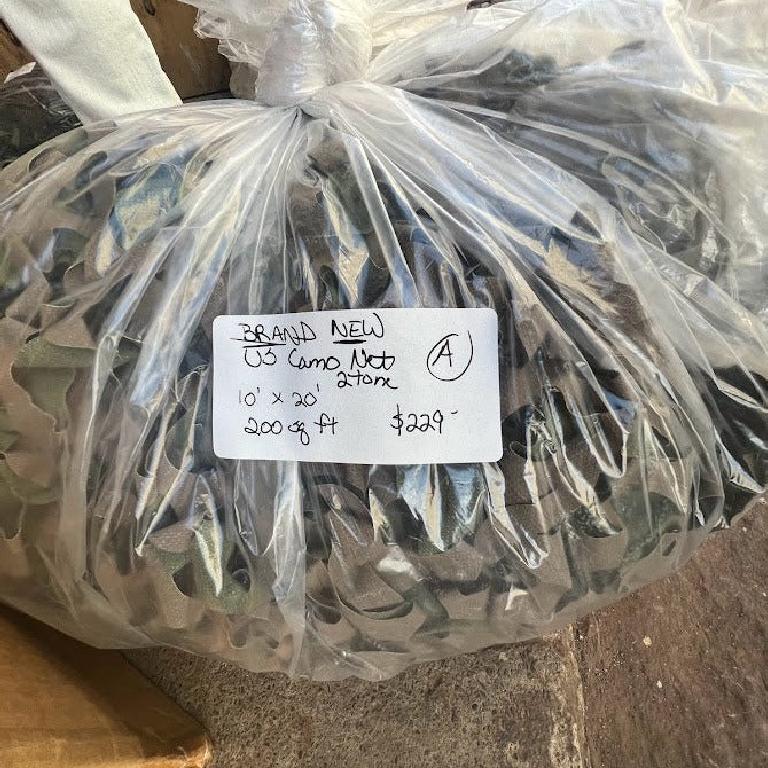 BRAND NEW
US Camo Net A
2tone
10' x 20'
200 sq ft $229-